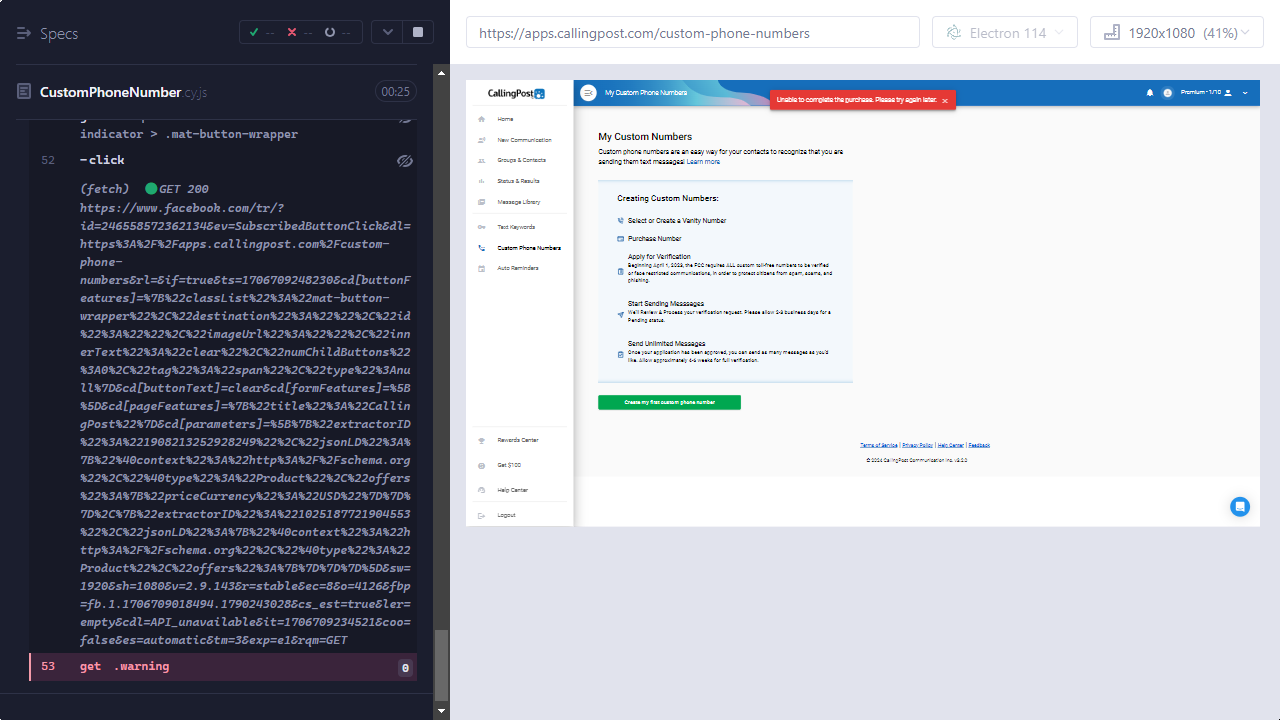 Specs
--
--
--
CustomPhoneNumber.cy.js
00:25
indicator > .mat-button-wrapper
52 -click
(fetch) GET 200
https://www.facebook.com/tr/?
id=246558572362134&ev=SubscribedButtonClick&dl=
https%3A%2F%2Fapps.callingpost.com%2Fcustom-
phone-
numbers&rl=&if=true&ts=1706709248230&cd[buttonF
eatures]=%7B%22classList%22%3A%22mat-button-
wrapper%22%2C%22destination%22%3A%22%22%2C%22id
%22%3A%22%22%2C%22imageUrl%22%3A%22%22%2C%22inn
erText%22%3A%22clear%22%2C%22numChildButtons%22
%3A0%2C%22tag%22%3A%22span%22%2C%22type%22%3Anu
ll%7D&cd[buttonText]=clear&cd[formFeatures]=%5B
%5D&cd[pageFeatures]=%7B%22title%22%3A%22Callin
gPost%22%7D&cd[parameters]=%5B%7B%22extractorID
%22%3A%221908213252928249%22%2C%22jsonLD%22%3A%
7B%22%40context%22%3A%22http%3A%2F%2Fschema.org
%22%2C%22%40type%22%3A%22Product%22%2C%22offers
%22%3A%7B%22priceCurrency%22%3A%22USD%22%7D%7D%
7D%2C%7B%22extractorID%22%3A%221025187721904553
%22%2C%22jsonLD%22%3A%7B%22%40context%22%3A%22h
ttp%3A%2F%2Fschema.org%22%2C%22%40type%22%3A%22
Product%22%2C%22offers%22%3A%7B%7D%7D%7D%5D&sw=
1920&sh=1080&v=2.9.143&r=stable&ec=8&o=4126&fbp
=fb.1.1706709018494.1790243028&cs_est=true&ler=
empty&cdl=API_unavailable&it=1706709234521&coo=
false&es=automatic&tm=3&exp=e1&rqm=GET
53 get .warning 0
https://apps.callingpost.com/custom-phone-numbers
Electron 114
1920x1080 (41%)
CallingPost
My Custom Phone Numbers
Unable to complete the purchase. Please try again later. ×
Premium - 1/10
Home
New Communication
Groups & Contacts
Status & Results
Message Library
Text Keywords
Custom Phone Numbers
Auto Reminders
Rewards Center
Get $100
Help Center
Logout
My Custom Numbers
Custom phone numbers are an easy way for your contacts to recognize that you are
sending them text messages! Learn more
Creating Custom Numbers:
Select or Create a Vanity Number
Purchase Number
Apply for Verification
Beginning April 1, 2023, the FCC requires ALL custom toll-free numbers to be verified
or face restricted communications, in order to protect citizens from spam, scams, and
phishing.
Start Sending Messsages
We'll Review & Process your verification request. Please allow 2-3 business days for a
Pending status.
Send Unlimited Messages
Once your application has been approved, you can send as many messages as you'd
like. Allow approximately 4-6 weeks for full verification.
Create my first custom phone number
Terms of Service | Privacy Policy | Help Center | Feedback